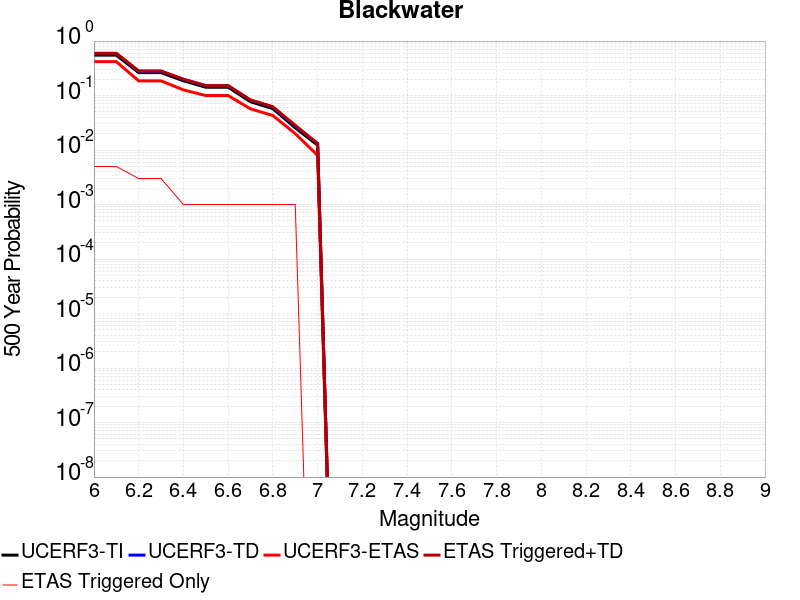 Blackwater
10^0
10^-1
10^-2
10^-3
10^-4
10^-5
10^-6
10^-7
10^-8
500 Year Probability
6 6.2 6.4 6.6 6.8 7 7.2 7.4 7.6 7.8 8 8.2 8.4 8.6 8.8 9
Magnitude
UCERF3-TI UCERF3-TD UCERF3-ETAS ETAS Triggered+TD
ETAS Triggered Only